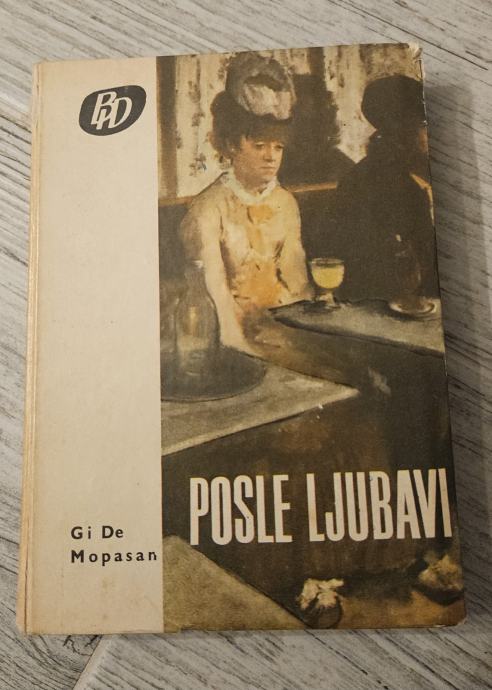 BD
POSLE LJUBAVI
Gi De
Mopasan